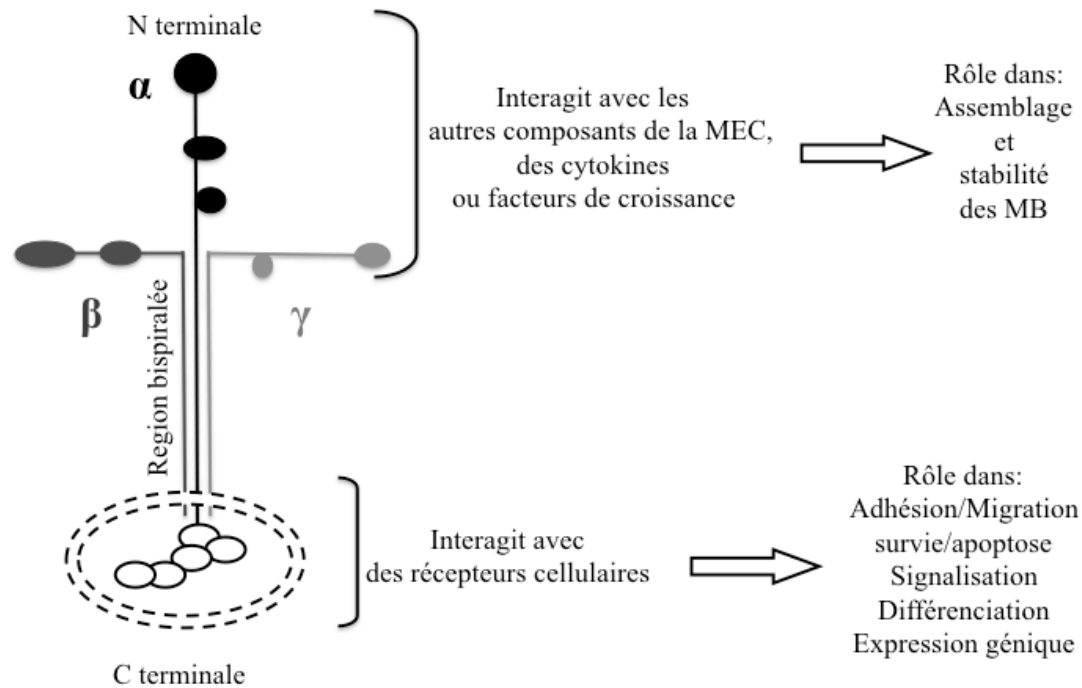 N terminale
α
Interagit avec les
autres composants de la MEC,
des cytokines
ou facteurs de croissance
Rôle dans:
Assemblage
et
stabilité
des MB
β
γ
Region bispiralée
Interagit avec
des récepteurs cellulaires
Rôle dans:
Adhésion/Migration
survie/apoptose
Signalisation
Différenciation
Expression génique
C terminale